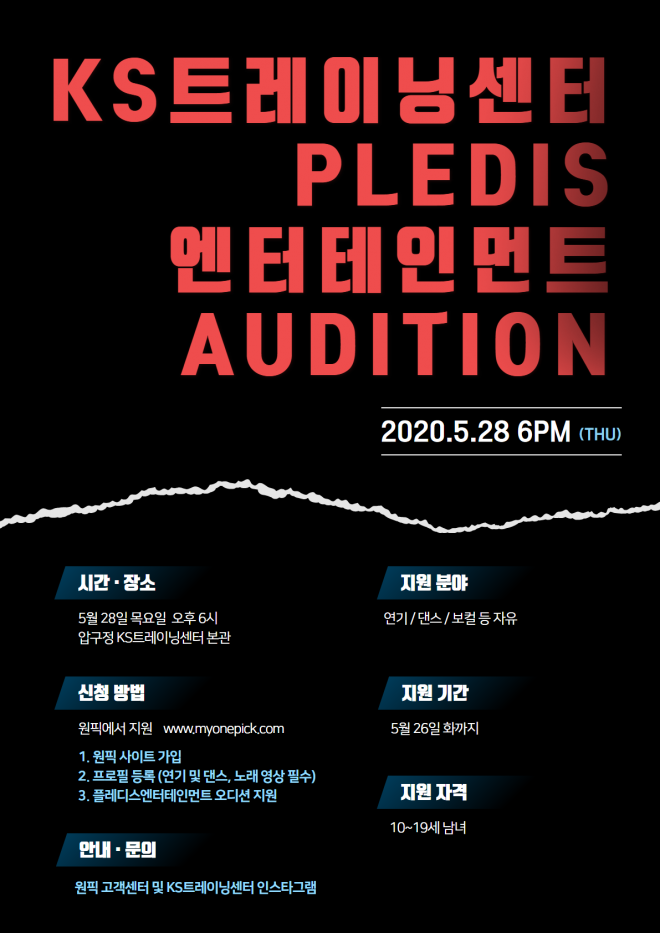 KS트레이닝센터
PLEDIS
엔터테인먼트
AUDITION
2020.5.28 6PM (THU)
시간 · 장소
5월 28일 목요일 오후 6시
압구정 KS트레이닝센터 본관
신청 방법
원픽에서 지원 www.myonepick.com
1. 원픽 사이트 가입
2. 프로필 등록 (연기 및 댄스, 노래 영상 필수)
3. 플레디스엔터테인먼트 오디션 지원
안내 · 문의
원픽 고객센터 및 KS트레이닝센터 인스타그램
지원 분야
연기 / 댄스 / 보컬 등 자유
지원 기간
5월 26일 화까지
지원 자격
10~19세 남녀